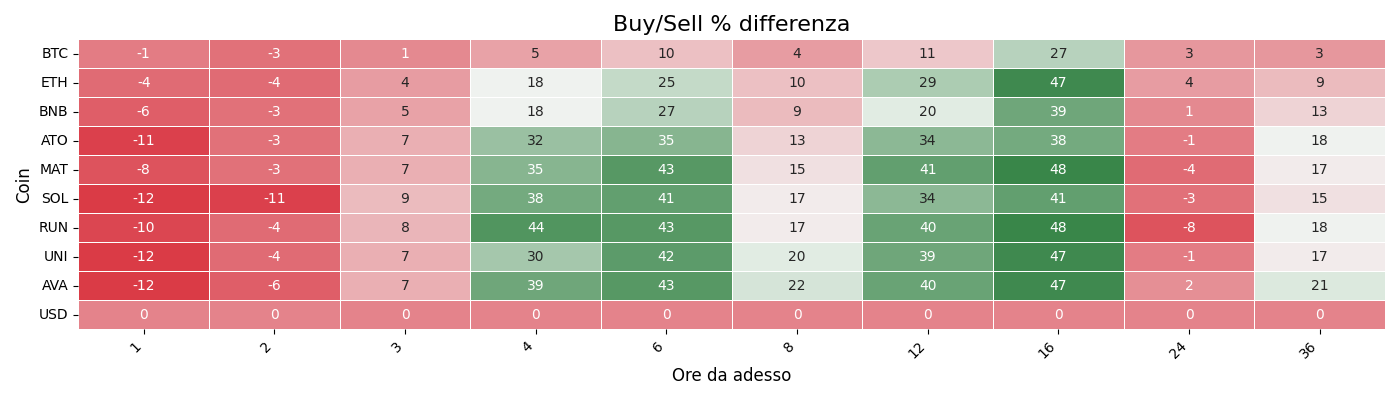 Buy/Sell % differenza
Coin
BTC -1 -3 1 5 10 4 11 27 3 3
ETH -4 -4 4 18 25 10 29 47 4 9
BNB -6 -3 5 18 27 9 20 39 1 13
ATO -11 -3 7 32 35 13 34 38 -1 18
MAT -8 -3 7 35 43 15 41 48 -4 17
SOL -12 -11 9 38 41 17 34 41 -3 15
RUN -10 -4 8 44 43 17 40 48 -8 18
UNI -12 -4 7 30 42 20 39 47 -1 17
AVA -12 -6 7 39 43 22 40 47 2 21
USD 0 0 0 0 0 0 0 0 0 0
1 2 3 4 6 8 12 16 24 36
Ore da adesso